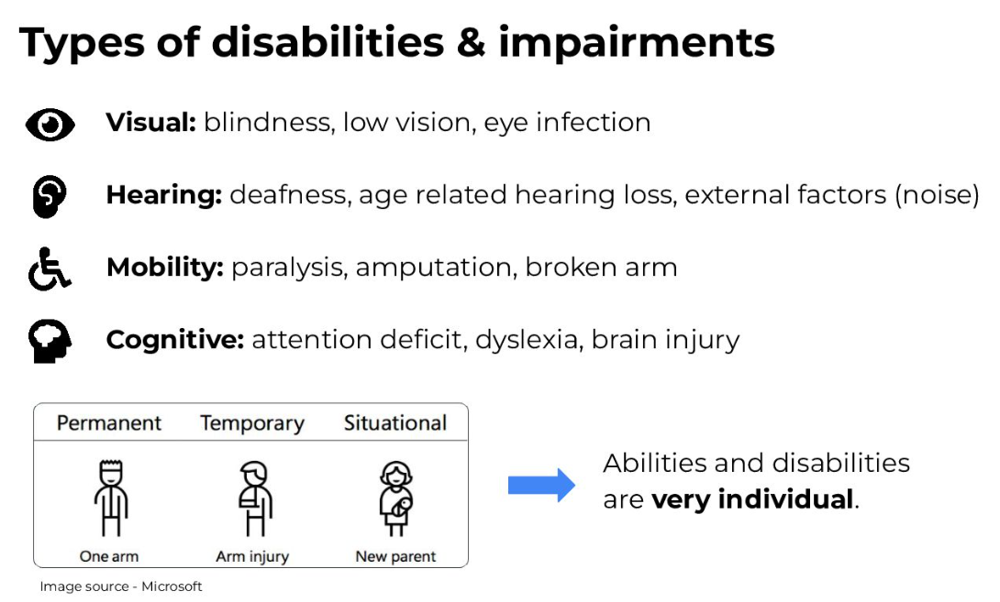 Types of disabilities & impairments
Visual: blindness, low vision, eye infection
Hearing: deafness, age related hearing loss, external factors (noise)
Mobility: paralysis, amputation, broken arm
Cognitive: attention deficit, dyslexia, brain injury
Permanent Temporary Situational
One arm Arm injury New parent
Image source - Microsoft
Abilities and disabilities
are very individual.